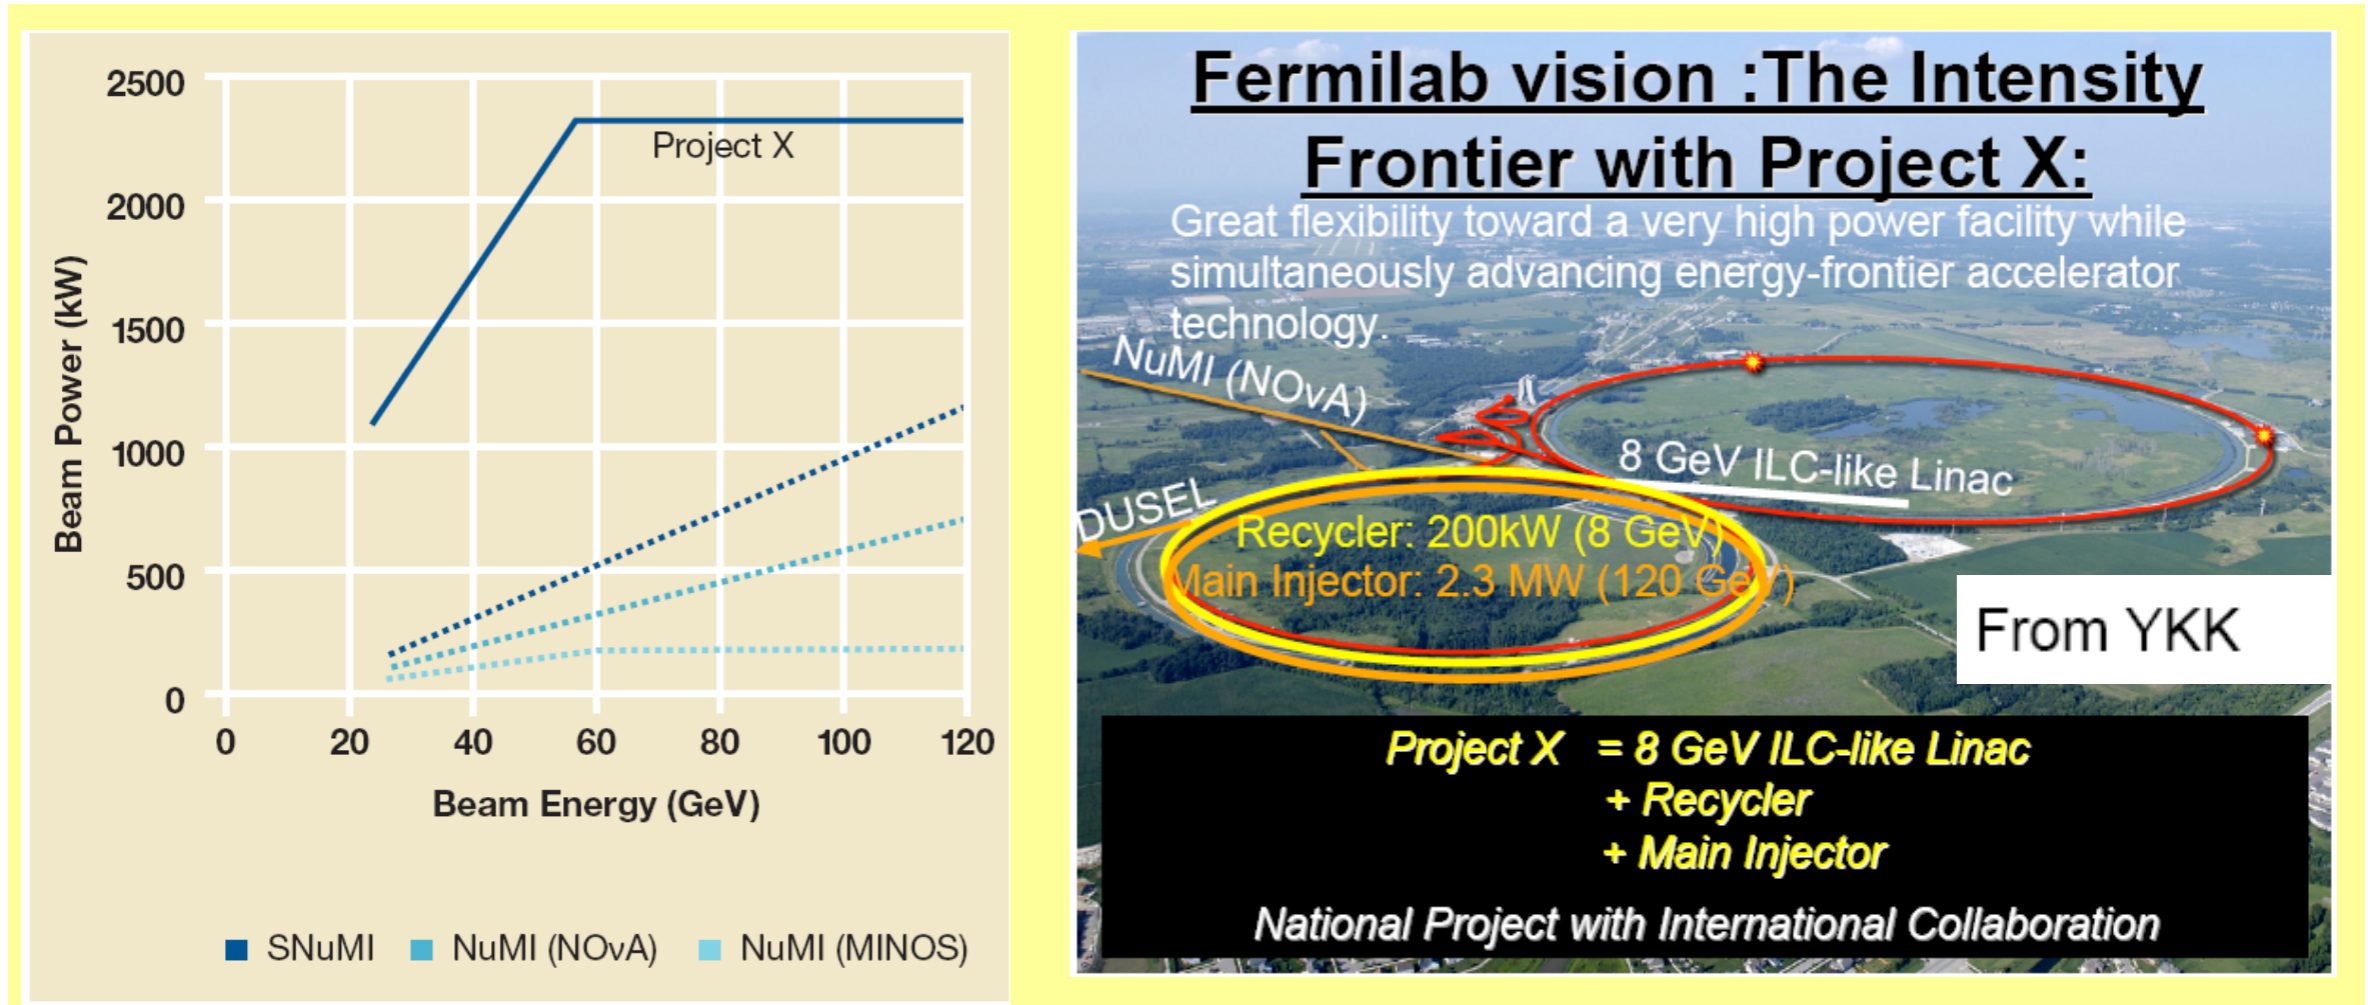 2500
2000
1500
1000
500
0
Beam Power (kW)
Project X
0 20 40 60 80 100 120
Beam Energy (GeV)
SNuMI NuMI (NOvA) NuMI (MINOS)
Fermilab vision :The Intensity
Frontier with Project X:
Great flexibility toward a very high power facility while
simultaneously advancing energy-frontier accelerator
technology.
NuMI (NOvA)
8 GeV ILC-like Linac
DUSEL
Recycler: 200kW (8 GeV)
Main Injector: 2.3 MW (120 GeV)
From YKK
Project X = 8 GeV ILC-like Linac
+ Recycler
+ Main Injector
National Project with International Collaboration